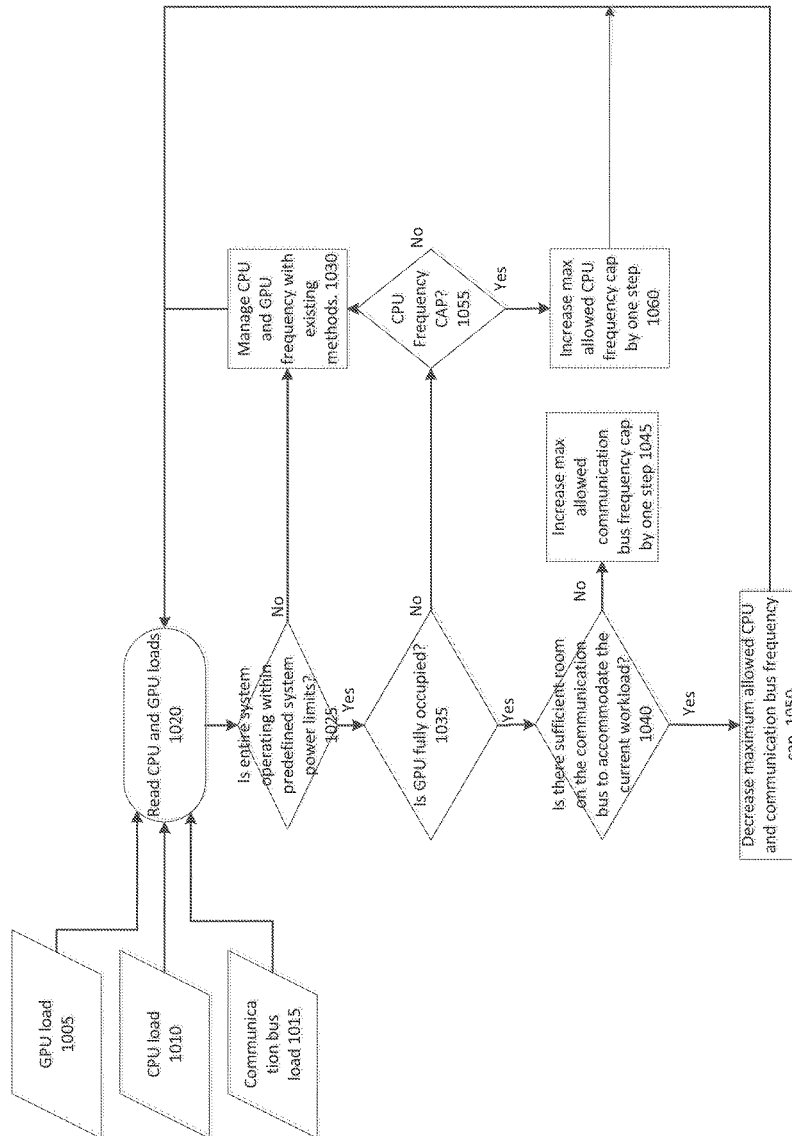 GPU load
1005
CPU load
1010
Communica
tion bus
load 1015
Read CPU and GPU loads
1020
Is entire system
operating within
predefined system
power limits?
1025
No
Yes
Manage CPU
and GPU
frequency with
existing
methods. 1030
Is GPU fully occupied?
1035
No
Yes
CPU
Frequency
CAP?
1055
No
Yes
Is there sufficient room
on the communication
bus to accommodate the
current workload?
1040
No
Yes
Increase max
allowed
communication
bus frequency cap
by one step 1045
Increase max
allowed CPU
frequency cap
by one step
1060
Decrease maximum allowed CPU
and communication bus frequency
cap 1050